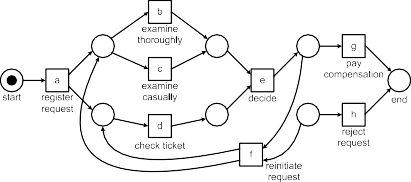 b
examine
thoroughly
a
c
e
g
pay
compensation
start
register
request
examine
casually
decide
end
d
h
check ticket
f
reject
request
reinitiate
request